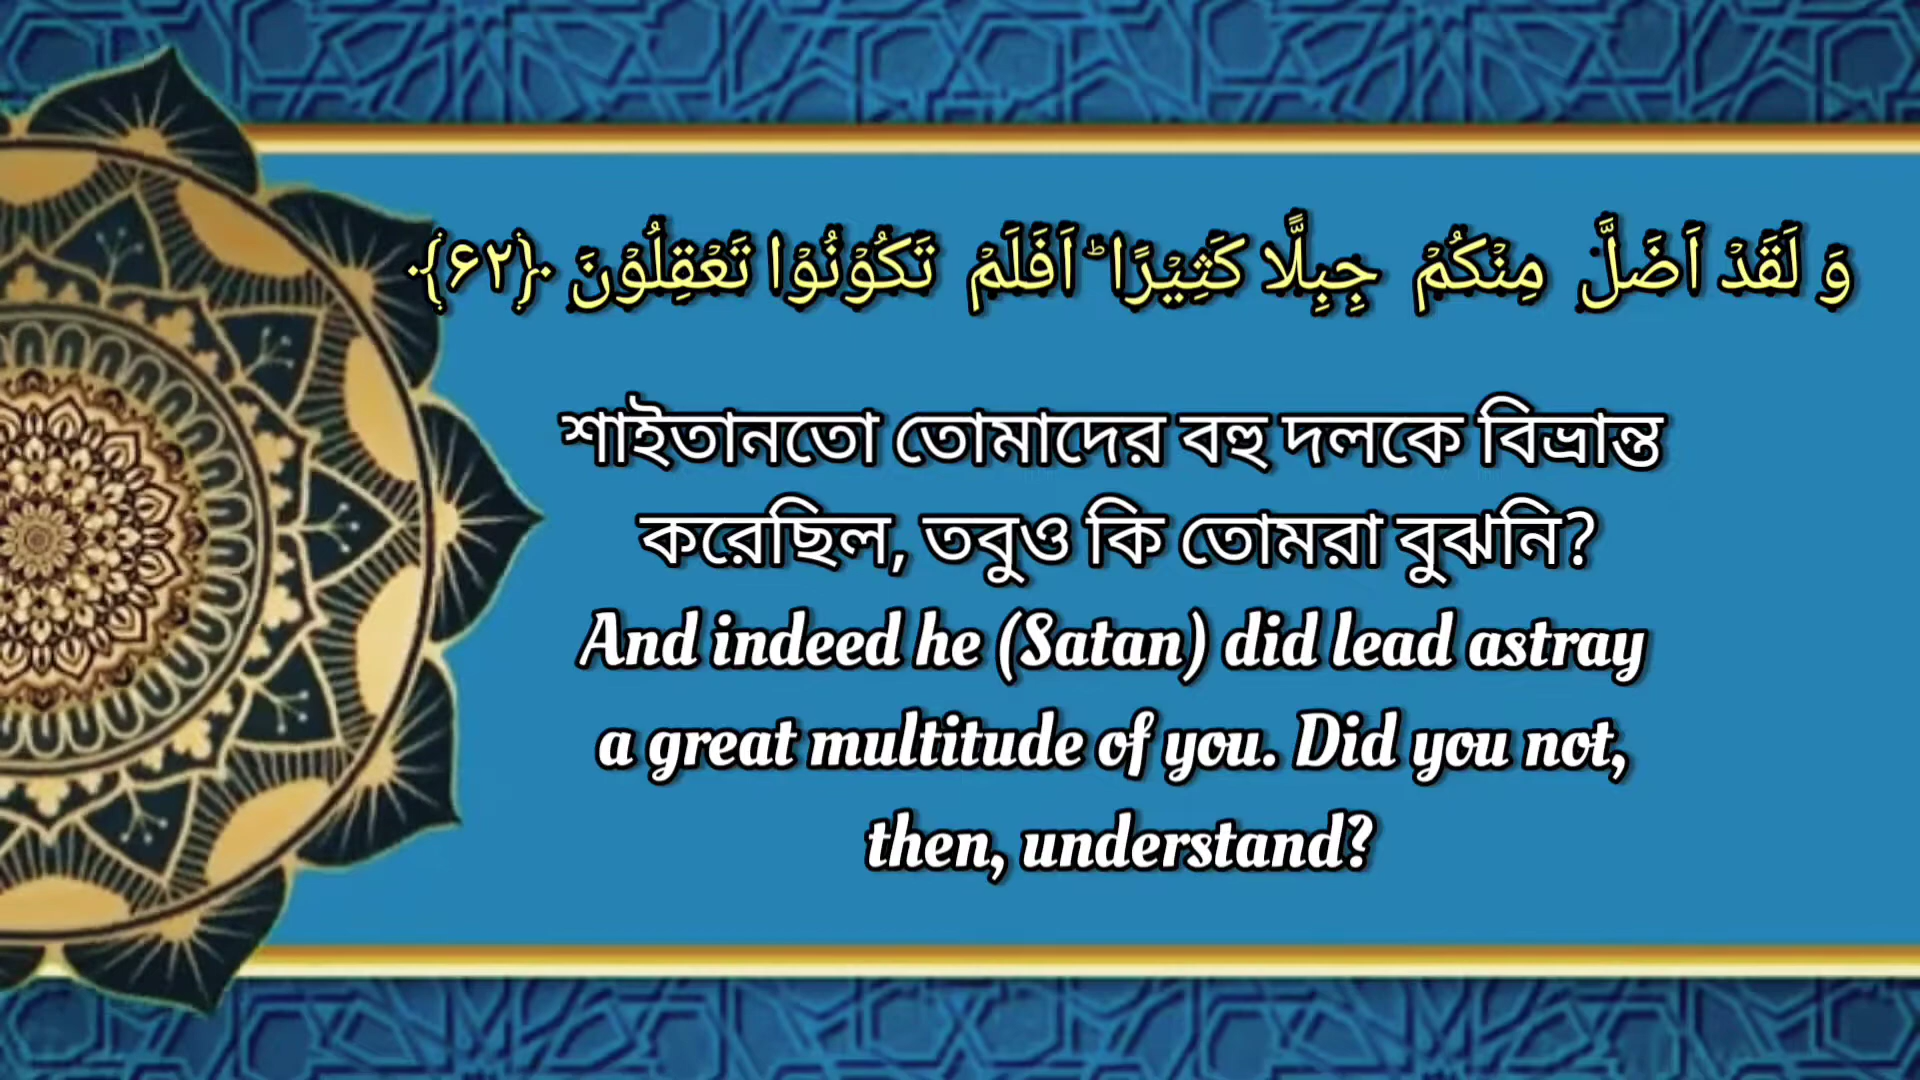 وَ لَقَدْ اَضَلَّ مِنْكُمْ جِبِلًّا كَثِیْرًا ؕ اَفَلَمْ تَكُوْنُوْا تَعْقِلُوْنَ ﴿۶۲﴾
শাইতানতো তোমাদের বহু দলকে বিভ্রান্ত
করেছিল, তবুও কি তোমরা বুঝনি?
And indeed he (Satan) did lead astray
a great multitude of you. Did you not,
then, understand?